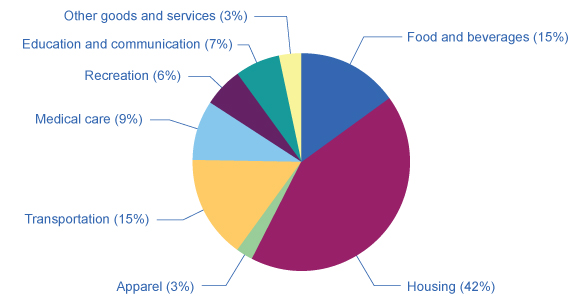 Other goods and services (3%)
Food and beverages (15%)
Education and communication (7%)
Recreation (6%)
Medical care (9%)
Transportation (15%)
Apparel (3%)
Housing (42%)